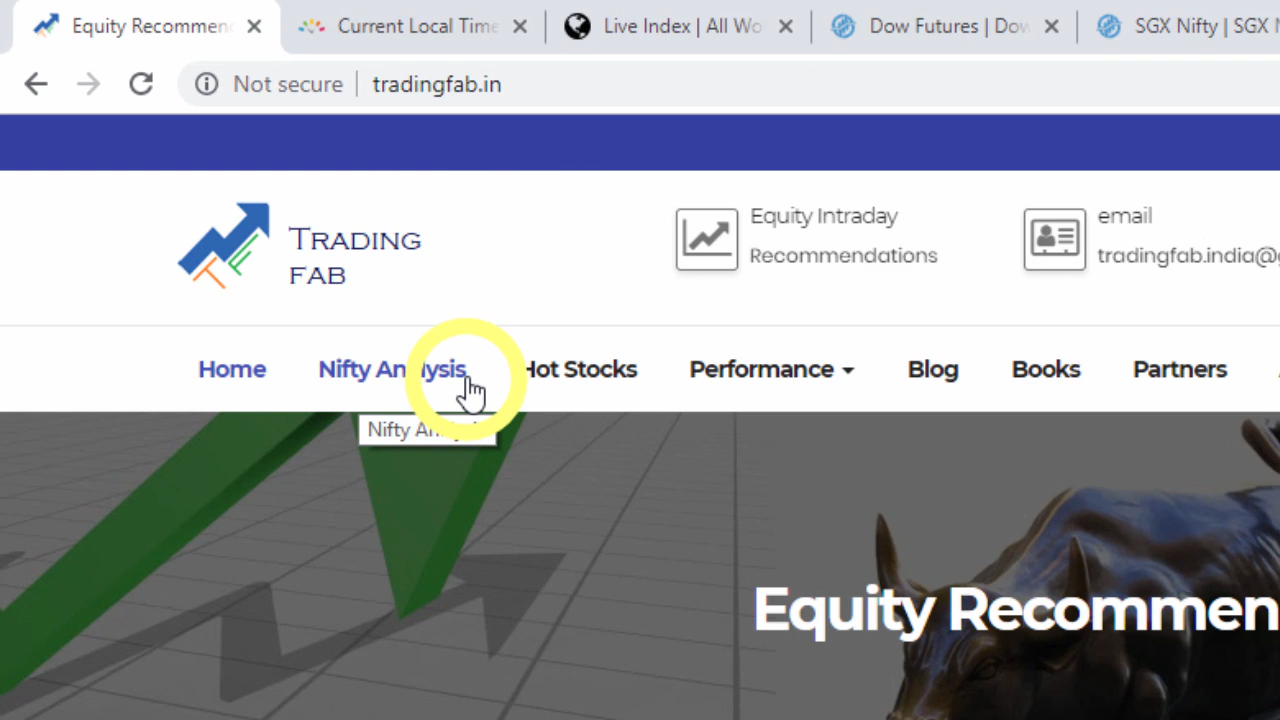 Equity Recommen
Current Local Time
Live Index | All Wo
Dow Futures | Dow
SGX Nifty | SGX
Not secure
tradingfab.in
TRADING
FAB
Equity Intraday
Recommendations
email
tradingfab.india@
Home
Nifty Analysis
Hot Stocks
Performance
Blog
Books
Partners
Nifty Analysis
Equity Recommen